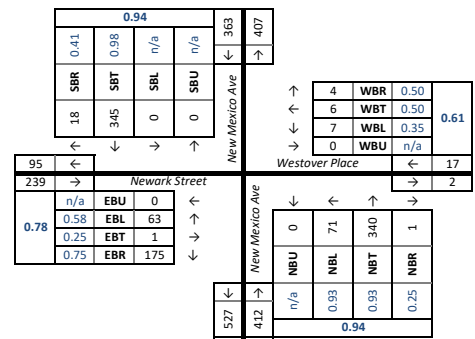 0.94
0.41 0.98 n/a n/a
SBR SBT SBL SBU
18 345 0 0
← ↓ → ↑
363 407
↓ ↑
New Mexico Ave
↑ 4 WBR 0.50
← 6 WBT 0.50
↓ 7 WBL 0.35
→ 0 WBU n/a
0.61
95 ←
Westover Place
← 17
239 →
Newark Street
→ 2
0.78
n/a EBU 0 ←
0.58 EBL 63 ↑
0.25 EBT 1 →
0.75 EBR 175 ↓
New Mexico Ave
↓ ← ↑ →
0 71 340 1
NBU NBL NBT NBR
n/a 0.93 0.93 0.25
0.94
↓ ↑
527 412